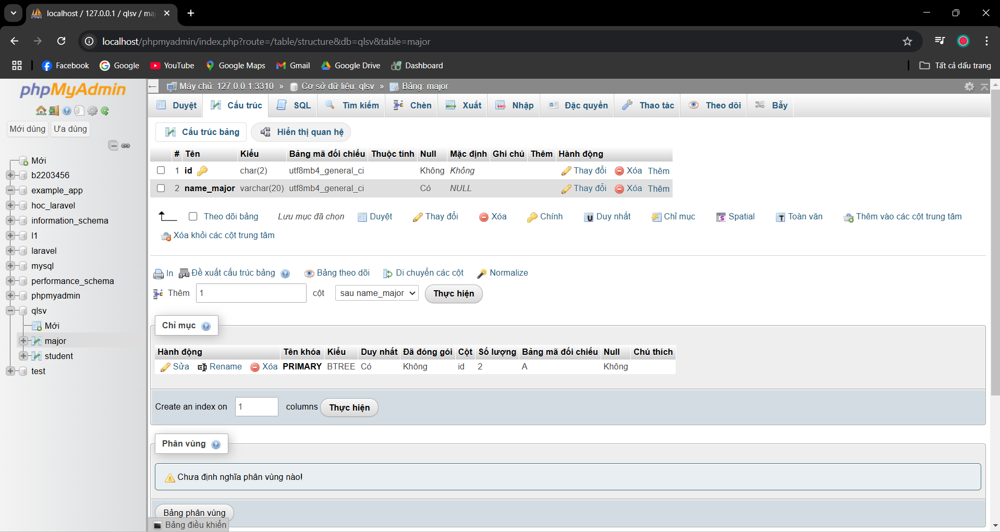 localhost / 127.0.0.1 / qlsv / ma
localhost/phpmyadmin/index.php?route=/table/structure&db=qlsv&table=major
Facebook Google YouTube Google Maps Gmail Google Drive Dashboard Tất cả dấu trang
phpMyAdmin
Mới dùng Ưa dùng
Mới
b2203456
example_app
hoc_laravel
information_schema
l1
laravel
mysql
performance_schema
phpmyadmin
qlsv
Mới
major
student
test
Máy chủ: 127.0.0.1:3310 » Cơ sở dữ liệu: qlsv » Bảng: major
Duyệt Cấu trúc SQL Tìm kiếm Chèn Xuất Nhập Đặc quyền Thao tác Theo dõi Bẫy
Cấu trúc bảng Hiển thị quan hệ
# Tên Kiểu Bảng mã đối chiếu Thuộc tính Null Mặc định Ghi chú Thêm Hành động
1 id char(2) utf8mb4_general_ci Không Không Thay đổi Xóa Thêm
2 name_major varchar(20) utf8mb4_general_ci Có NULL Thay đổi Xóa Thêm
Theo dõi bảng Lưu mục đã chọn Duyệt Thay đổi Xóa Chính Duy nhất Chỉ mục Spatial Toàn văn Thêm vào các cột trung tâm
Xóa khỏi các cột trung tâm
In Đề xuất cấu trúc bảng Bảng theo dõi Di chuyển các cột Normalize
Thêm 1 cột sau name_major Thực hiện
Chỉ mục
Hành động Tên khóa Kiểu Duy nhất Đã đóng gói Cột Số lượng Bảng mã đối chiếu Null Chú thích
Sửa Rename Xóa PRIMARY BTREE Có Không id 2 A Không
Create an index on 1 columns Thực hiện
Phân vùng
Chưa định nghĩa phân vùng nào!
Bảng phân vùng
Bảng điều khiển